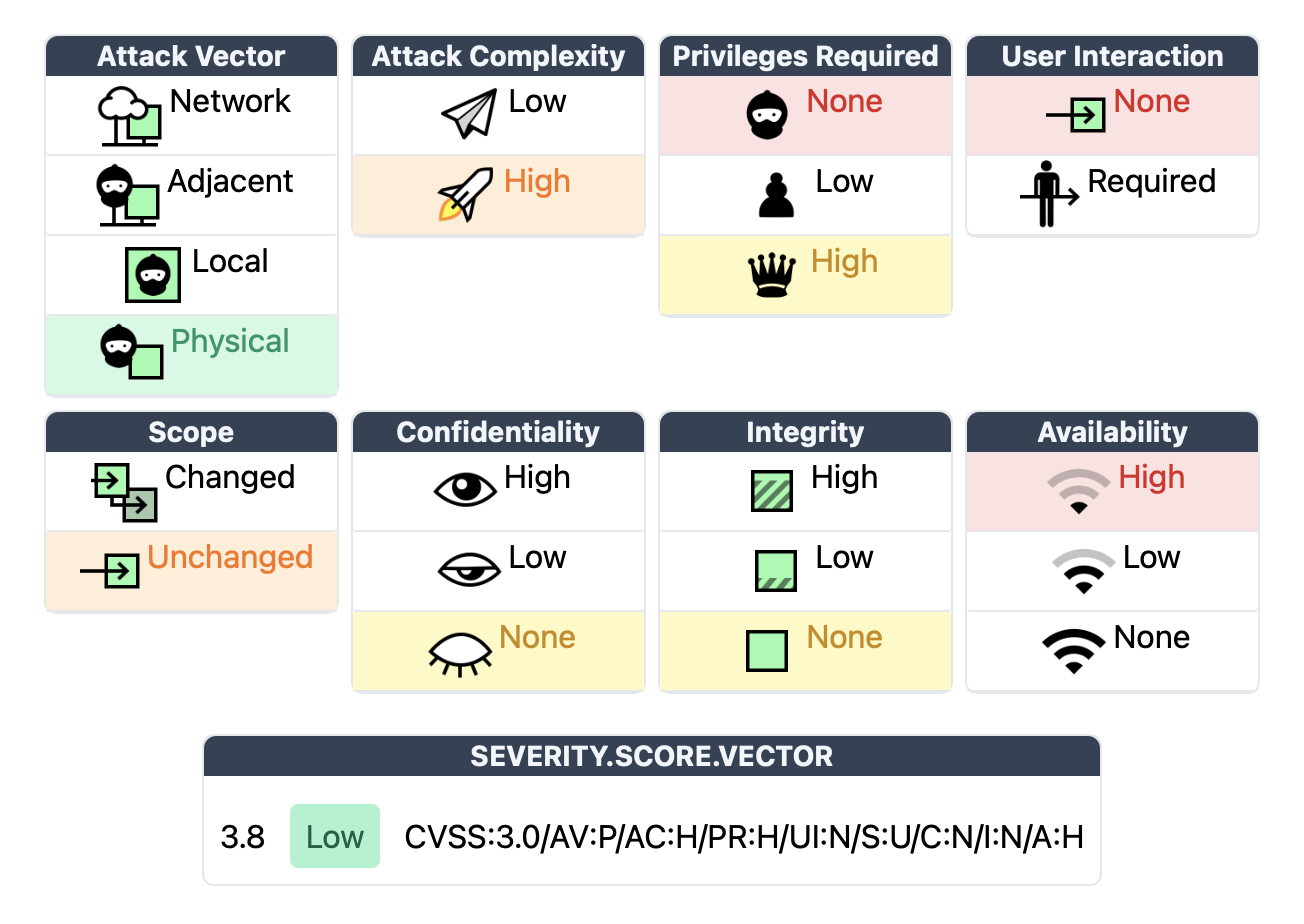 Attack Vector
Network
Adjacent
Local
Physical
Attack Complexity
Low
High
Privileges Required
None
Low
High
User Interaction
None
Required
Scope
Changed
Unchanged
Confidentiality
High
Low
None
Integrity
High
Low
None
Availability
High
Low
None
SEVERITY.SCORE.VECTOR
3.8 Low CVSS:3.0/AV:P/AC:H/PR:H/UI:N/S:U/C:N/I:N/A:H